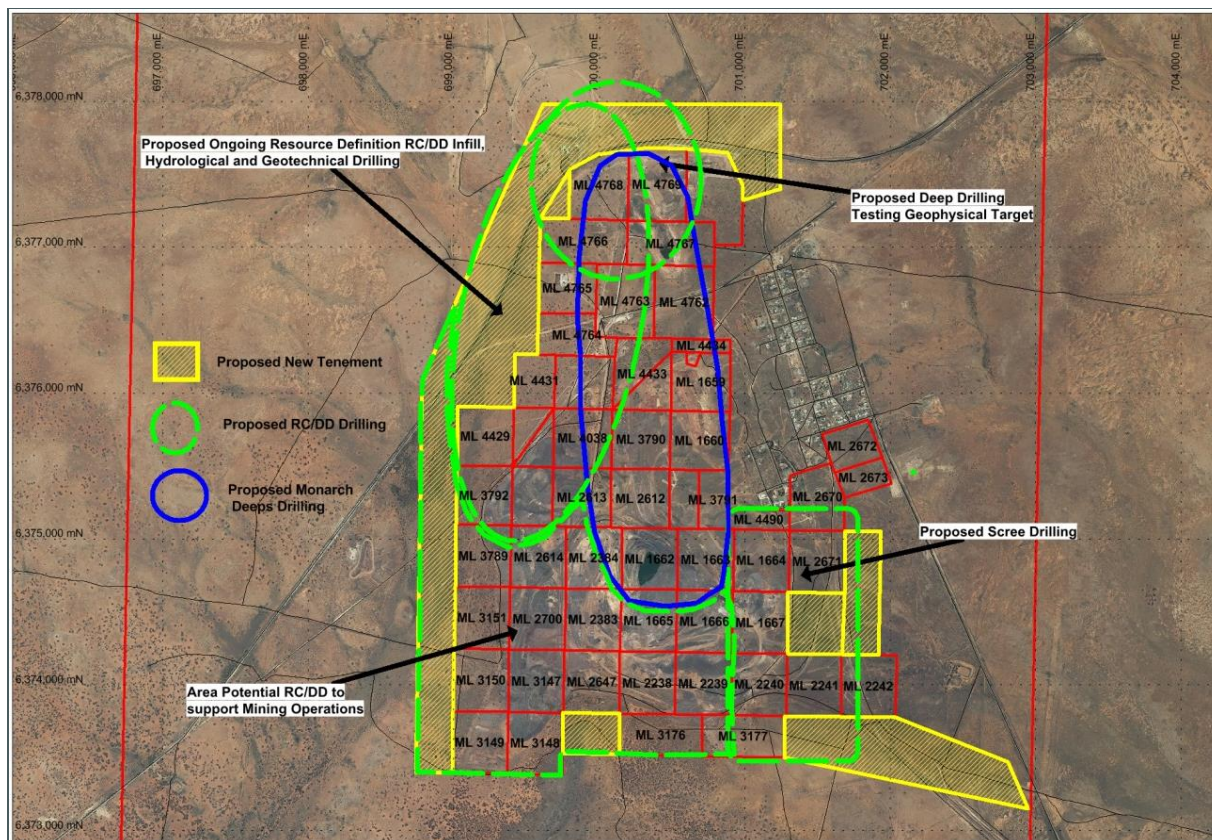 697,000 mE
698,000 mE
699,000 mE
701,000 mE
702,000 mE
703,000 mE
704,000 mE
6,378,000 mN
Proposed Ongoing Resource Definition RC/DD Infill,
Hydrological and Geotechnical Drilling
Proposed Deep Drilling
Testing Geophysical Target
ML 4768
ML 4769
6,377,000 mN
ML 4766
ML 4767
ML 4765
ML 4763
ML 4762
ML 4764
ML 4434
Proposed New Tenement
6,376,000 mN
ML 4431
ML 4433
ML 1659
Proposed RC/DD Drilling
ML 4429
ML 4038
ML 3790
ML 1660
ML 2672
ML 2673
Proposed Monarch
Deeps Drilling
ML 3792
ML 2613
ML 2612
ML 3791
ML 2670
ML 4490
6,375,000 mN
Proposed Scree Drilling
ML 3789
ML 2614
ML 2384
ML 1662
ML 1663
ML 1664
ML 2671
ML 3151
ML 2700
ML 2383
ML 1665
ML 1666
ML 1667
6,374,000 mN
Area Potential RC/DD to
support Mining Operations
ML 3150
ML 3147
ML 2647
ML 2238
ML 2239
ML 2240
ML 2241
ML 2242
ML 3149
ML 3148
ML 3176
ML 3177
6,373,000 mN